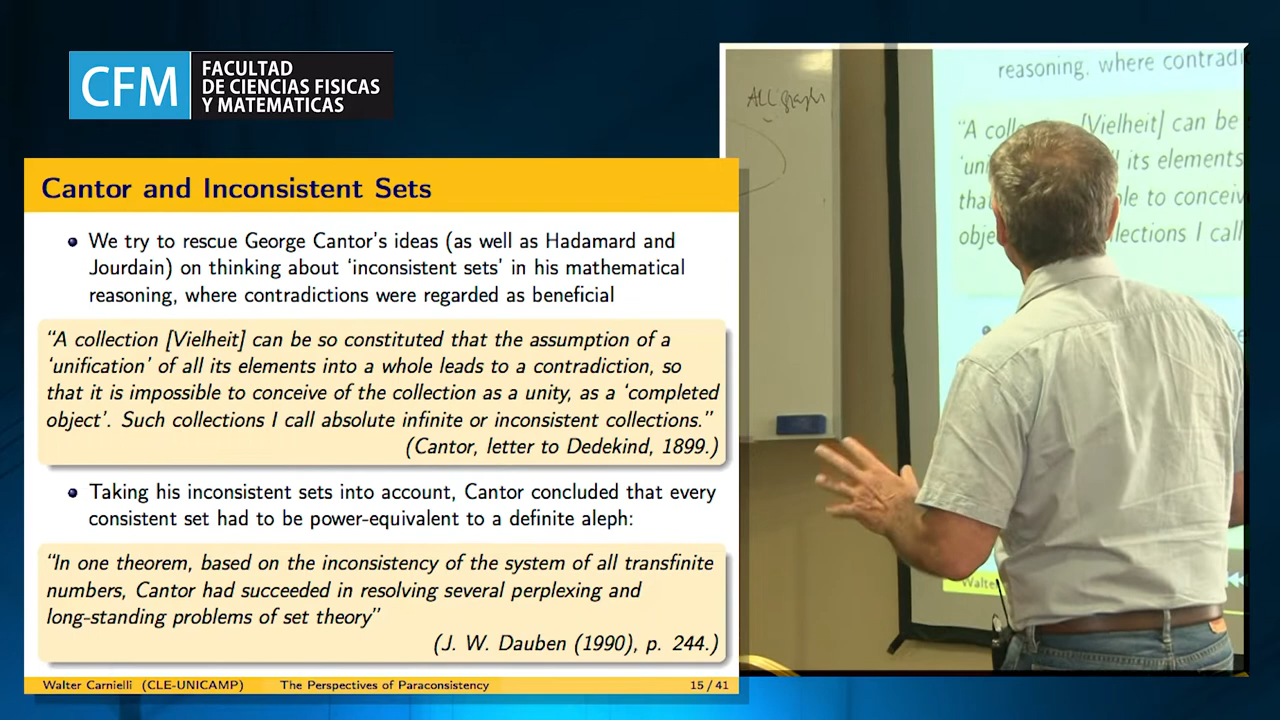 CFM
FACULTAD
DE CIENCIAS FISICAS
Y MATEMATICAS
Cantor and Inconsistent Sets
We try to rescue George Cantor's ideas (as well as Hadamard and
Jourdain) on thinking about 'inconsistent sets' in his mathematical
reasoning, where contradictions were regarded as beneficial
"A collection [Vielheit] can be so constituted that the assumption of a
'unification' of all its elements into a whole leads to a contradiction, so
that it is impossible to conceive of the collection as a unity, as a 'completed
object'. Such collections I call absolute infinite or inconsistent collections."
(Cantor, letter to Dedekind, 1899.)
Taking his inconsistent sets into account, Cantor concluded that every
consistent set had to be power-equivalent to a definite aleph:
"In one theorem, based on the inconsistency of the system of all transfinite
numbers, Cantor had succeeded in resolving several perplexing and
long-standing problems of set theory"
(J. W. Dauben (1990), p. 244.)
Walter Carnielli (CLE-UNICAMP) The Perspectives of Paraconsistency 15 / 41
ALL graphs
reasoning, where contradi
"A coll [Vielheit] can be
'uni ll its elements
that le to conceiv
obje llections I call
Walte